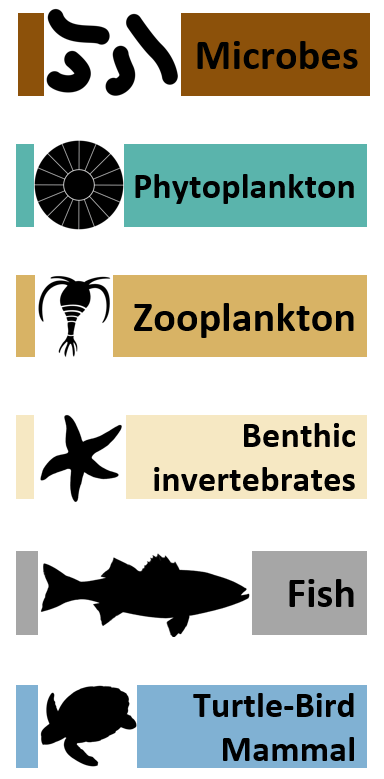 Microbes
Phytoplankton
Zooplankton
Benthic
invertebrates
Fish
Turtle-Bird
Mammal